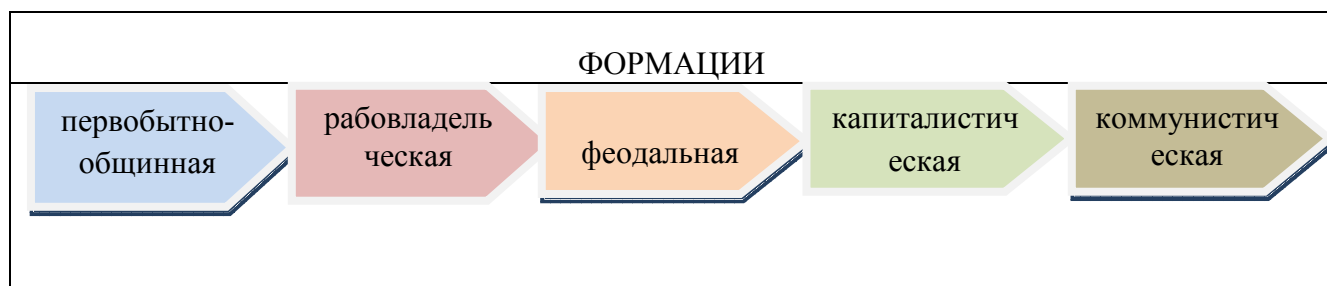 ФОРМАЦИИ
первобытно-
общинная
рабовладель
ческая
феодальная
капиталистич
еская
коммунистич
еская